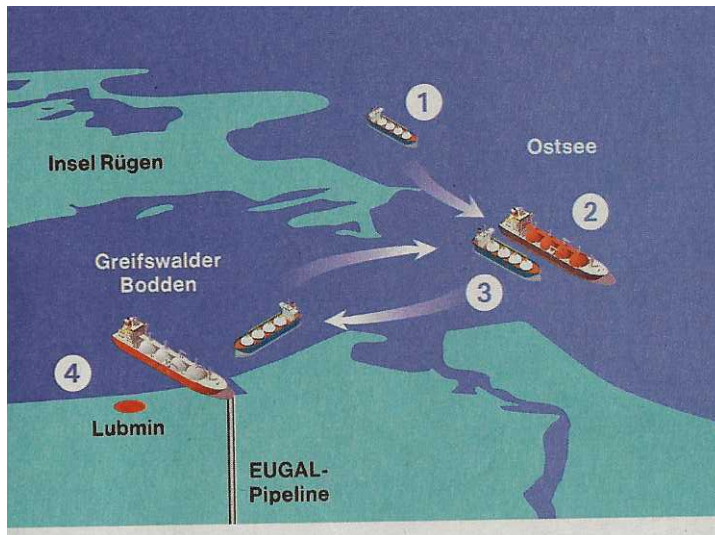 1
Ostsee
Insel Rügen
2
Greifswalder
Bodden
3
4
Lubmin
EUGAL-
Pipeline